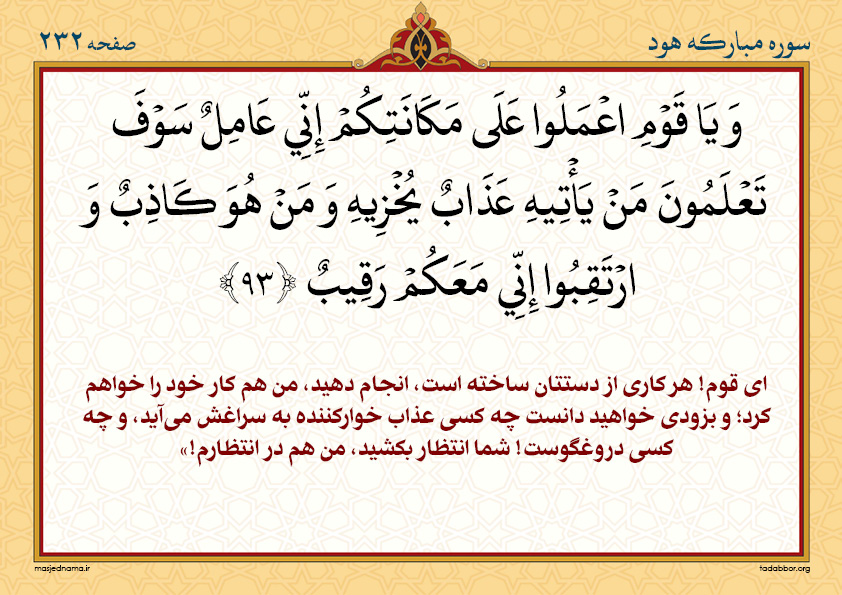 سوره مبارکه هود
صفحه ۲۳۲
وَ يَا قَوْمِ اعْمَلُوا عَلَى مَكَانَتِكُمْ إِنِّي عَامِلٌ سَوْفَ
تَعْلَمُونَ مَنْ يَأْتِيهِ عَذَابٌ يُخْزِيهِ وَ مَنْ هُوَ كَاذِبٌ وَ
ارْتَقِبُوا إِنِّي مَعَكُمْ رَقِيبٌ ﴿۹۳﴾
ای قوم! هر کاری از دستتان ساخته است، انجام دهید، من هم کار خود را خواهم
کرد؛ و بزودی خواهید دانست چه کسی عذاب خوارکننده به سراغش می‌آید، و چه
کسی دروغگوست! شما انتظار بکشید، من هم در انتظارم!»
masjednama.ir
tadabbor.org